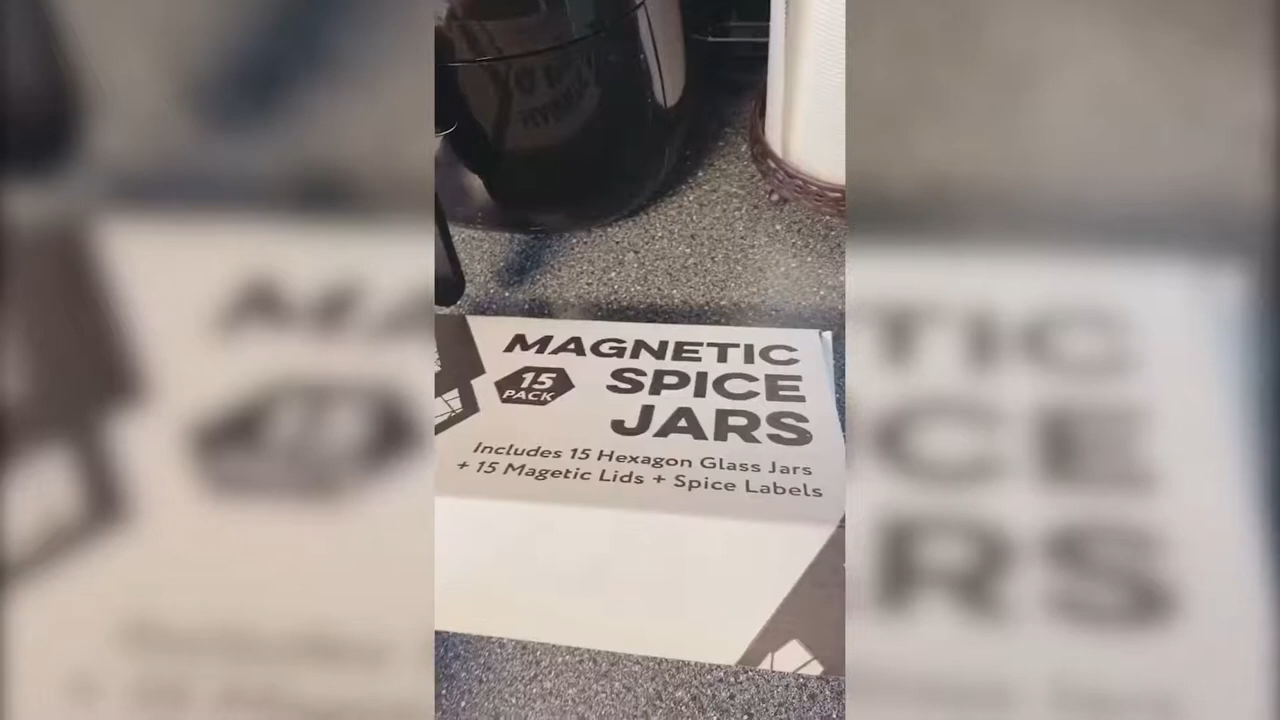 MAGNETIC
15
PACK
SPICE
JARS
Includes 15 Hexagon Glass Jars
+ 15 Magetic Lids + Spice Labels